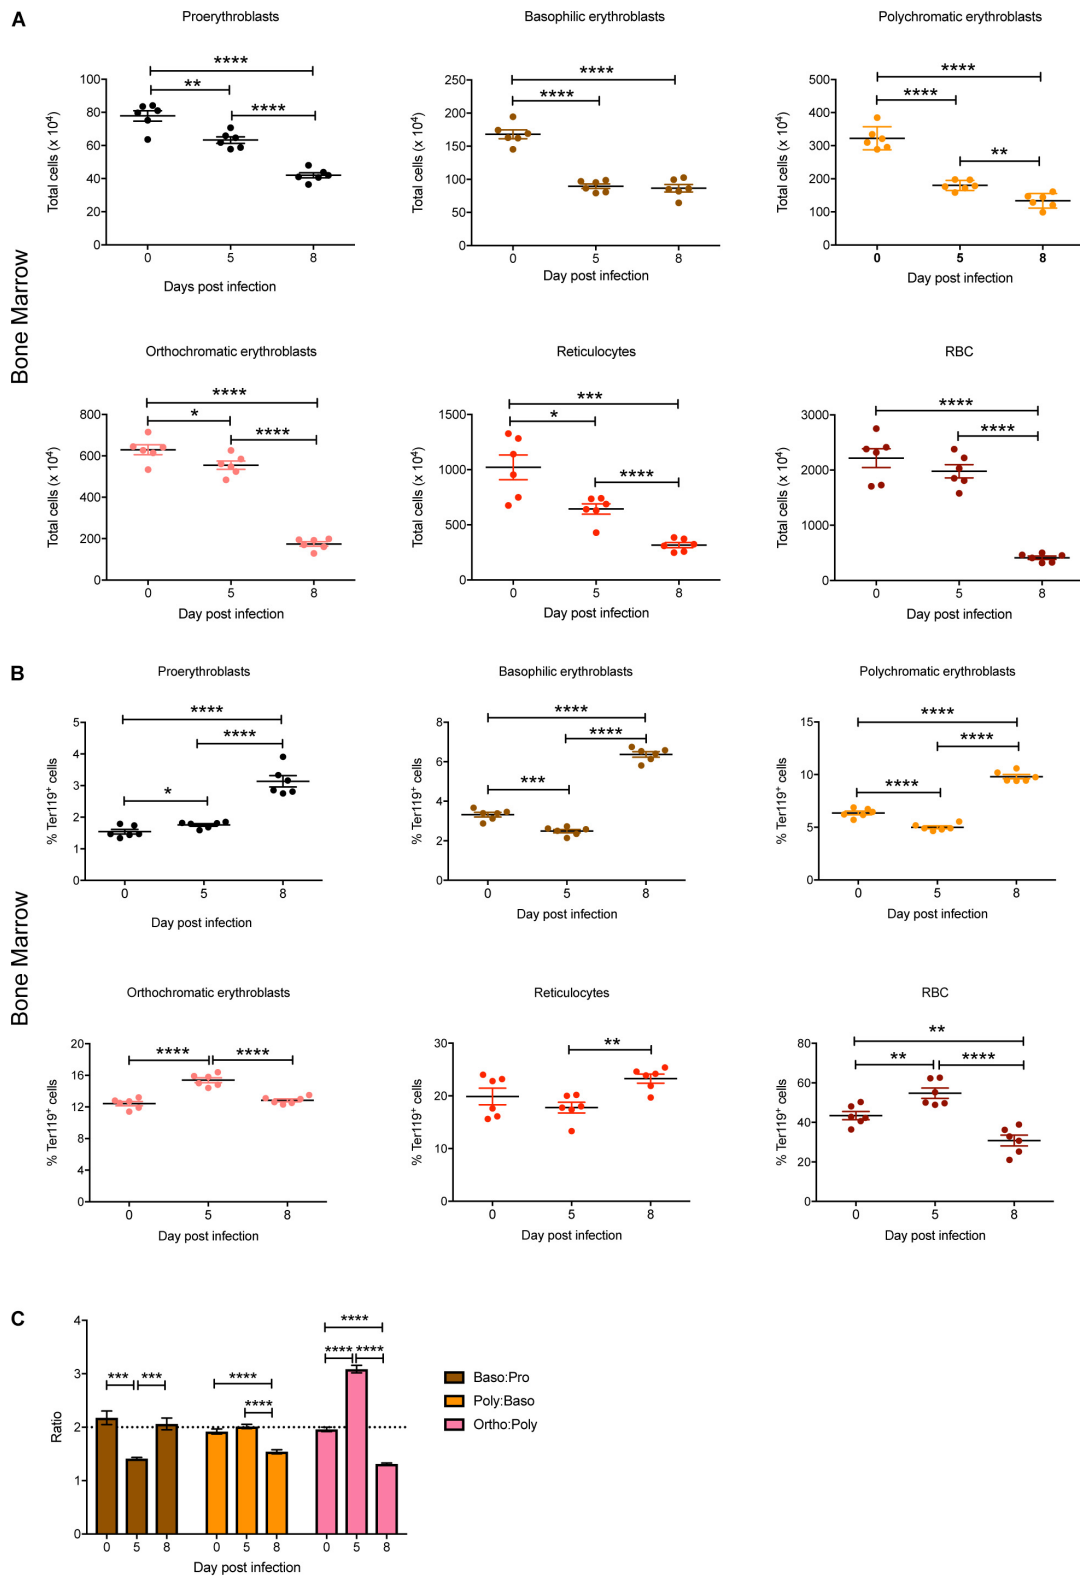 A
Proerythroblasts
Basophilic erythroblasts
Polychromatic erythroblasts
Bone Marrow
Total cells (x 10⁴)
100
80
60
40
20
0
**** 
**
****
0 5 8
Days post infection
Total cells (x 10⁴)
250
200
150
100
50
0
****
****
0 5 8
Day post infection
Total cells (x 10⁴)
500
400
300
200
100
0
****
****
**
0 5 8
Day post infection
Orthochromatic erythroblasts
Reticulocytes
RBC
Total cells (x 10⁴)
800
600
400
200
0
****
*
****
0 5 8
Day post infection
Total cells (x 10⁴)
1500
1000
500
0
***
*
****
0 5 8
Day post infection
Total cells (x 10⁴)
3000
2000
1000
0
****
****
0 5 8
Day post infection
B
Proerythroblasts
Basophilic erythroblasts
Polychromatic erythroblasts
Bone Marrow
% Ter119⁺ cells
5
4
3
2
1
0
****
****
*
0 5 8
Day post infection
% Ter119⁺ cells
8
6
4
2
0
****
****
***
0 5 8
Day post infection
% Ter119⁺ cells
15
10
5
0
****
****
****
0 5 8
Day post infection
Orthochromatic erythroblasts
Reticulocytes
RBC
% Ter119⁺ cells
20
16
12
8
4
0
**** ****
0 5 8
Day post infection
% Ter119⁺ cells
30
20
10
0
**
0 5 8
Day post infection
% Ter119⁺ cells
80
60
40
20
0
**
** ****
0 5 8
Day post infection
C
Ratio
4
3
2
1
0
*** ***
****
****
****
**** ****
0 5 8 0 5 8 0 5 8
Day post infection
Baso:Pro
Poly:Baso
Ortho:Poly